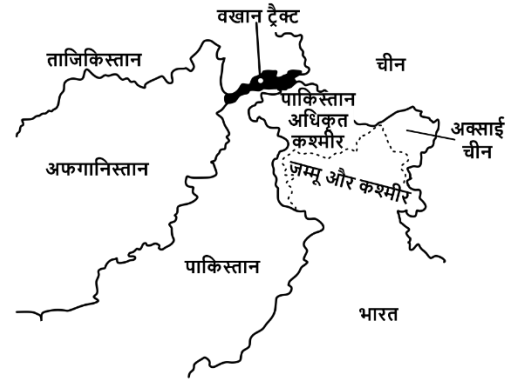 वखान ट्रैक्ट
ताजिकिस्तान
चीन
पाकिस्तान
अधिकृत
कश्मीर
अक्साई
चीन
अफगानिस्तान
जम्मू और कश्मीर
पाकिस्तान
भारत